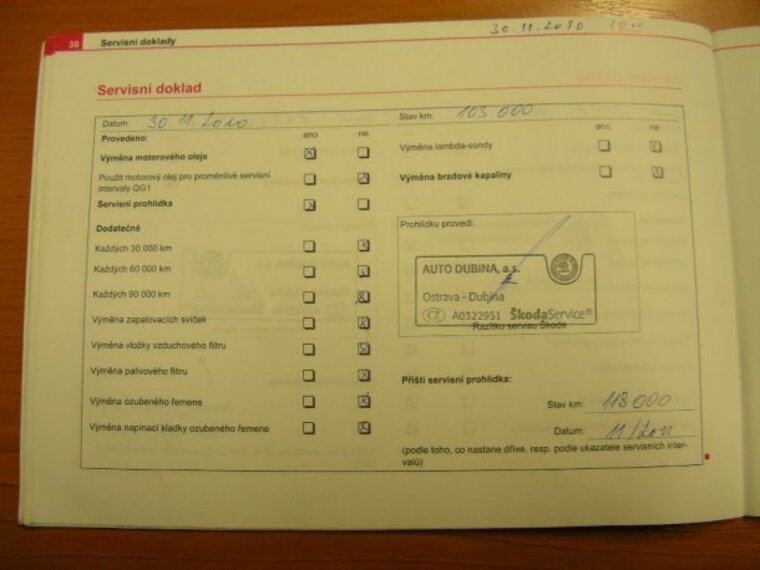 30 Servisní doklady
30.11.2010
Servisní doklad
Datum: 30.11.2010
Stav km: 103 000
Provedeno: ano ne
ano ne
Výměna motorového oleje
Výměna lambda-sondy
Použit motorový olej pro proměnlivé servisní
intervaly QG1
Výměna brzdové kapaliny
Servisní prohlídka
Dodatečně
Prohlídku provedl:
Každých 30 000 km
Každých 60 000 km
AUTO DUBINA, a.s.
Každých 90 000 km
Ostrava - Dubina
CZ A0322951 ŠkodaService®
Razítko servisu Škoda
Výměna zapalovacích svíček
Výměna vložky vzduchového filtru
Výměna palivového filtru
Příští servisní prohlídka:
Výměna ozubeného řemene
Stav km: 118 000
Výměna napínací kladky ozubeného řemene
Datum: 11/2011
(podle toho, co nastane dříve, resp. podle ukazatele servisních inter-
valů)